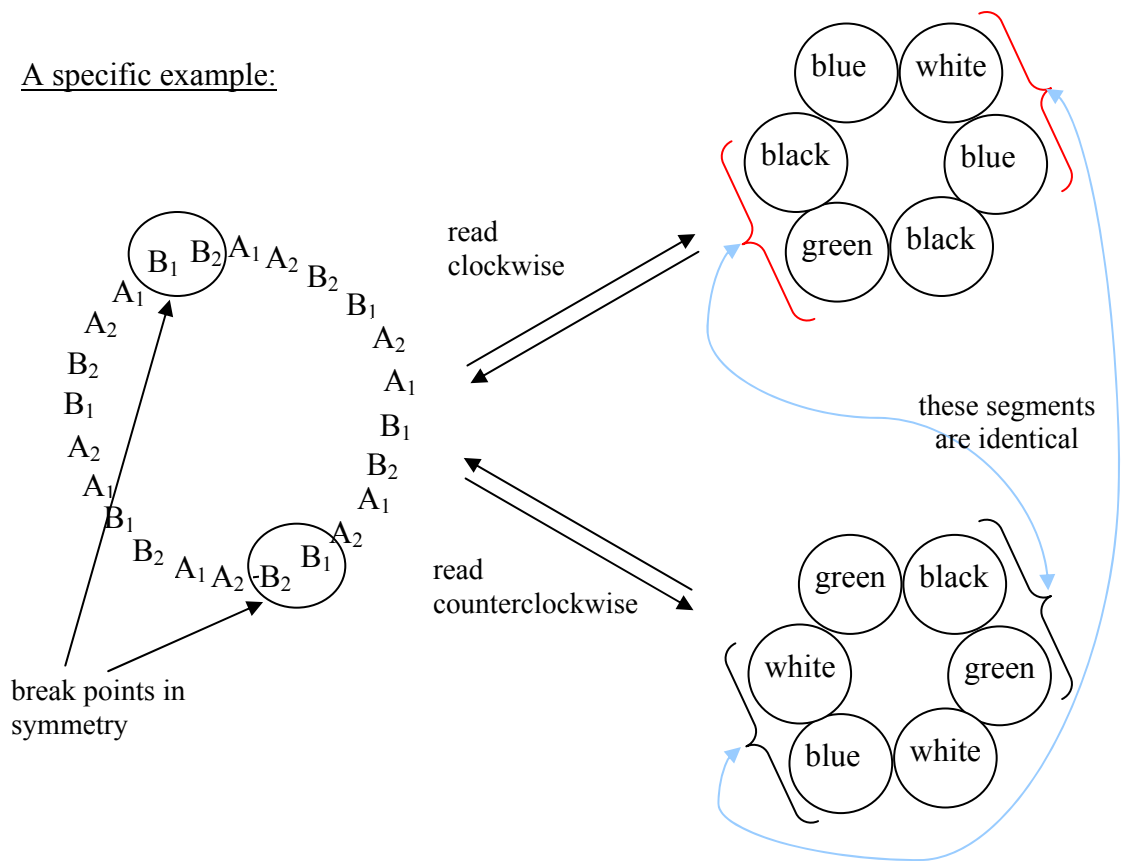 A specific example:
blue white
black blue
green black
read
clockwise
B₁ B₂ A₁ A₂ B₂ B₁ A₂ A₁ B₁ B₂ A₁ A₂ B₁ -B₂ A₂ A₁ B₂ B₁ A₁ A₂ B₁ B₂ A₂ A₁
these segments
are identical
read
counterclockwise
green black
white green
blue white
break points in
symmetry